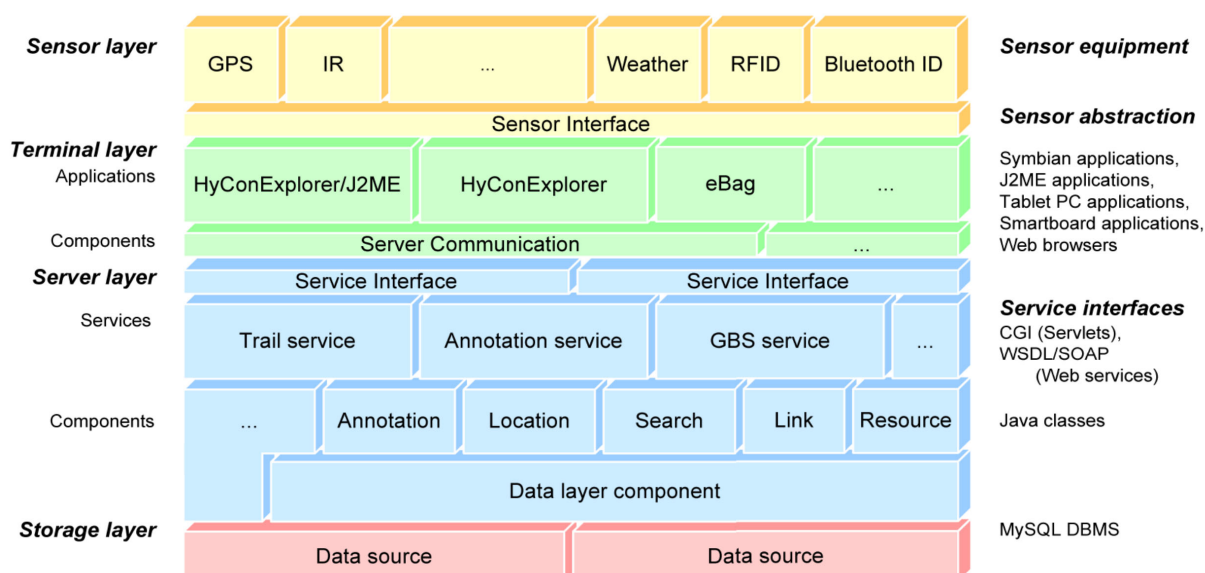 Sensor layer
GPS
IR
...
Weather
RFID
Bluetooth ID
Sensor equipment
Sensor Interface
Sensor abstraction
Terminal layer
Applications
HyConExplorer/J2ME
HyConExplorer
eBag
...
Symbian applications,
J2ME applications,
Tablet PC applications,
Smartboard applications,
Web browsers
Components
Server Communication
...
Server layer
Service Interface
Service Interface
Services
Trail service
Annotation service
GBS service
...
Service interfaces
CGI (Servlets),
WSDL/SOAP
(Web services)
Components
...
Annotation
Location
Search
Link
Resource
Java classes
Data layer component
Storage layer
Data source
Data source
MySQL DBMS